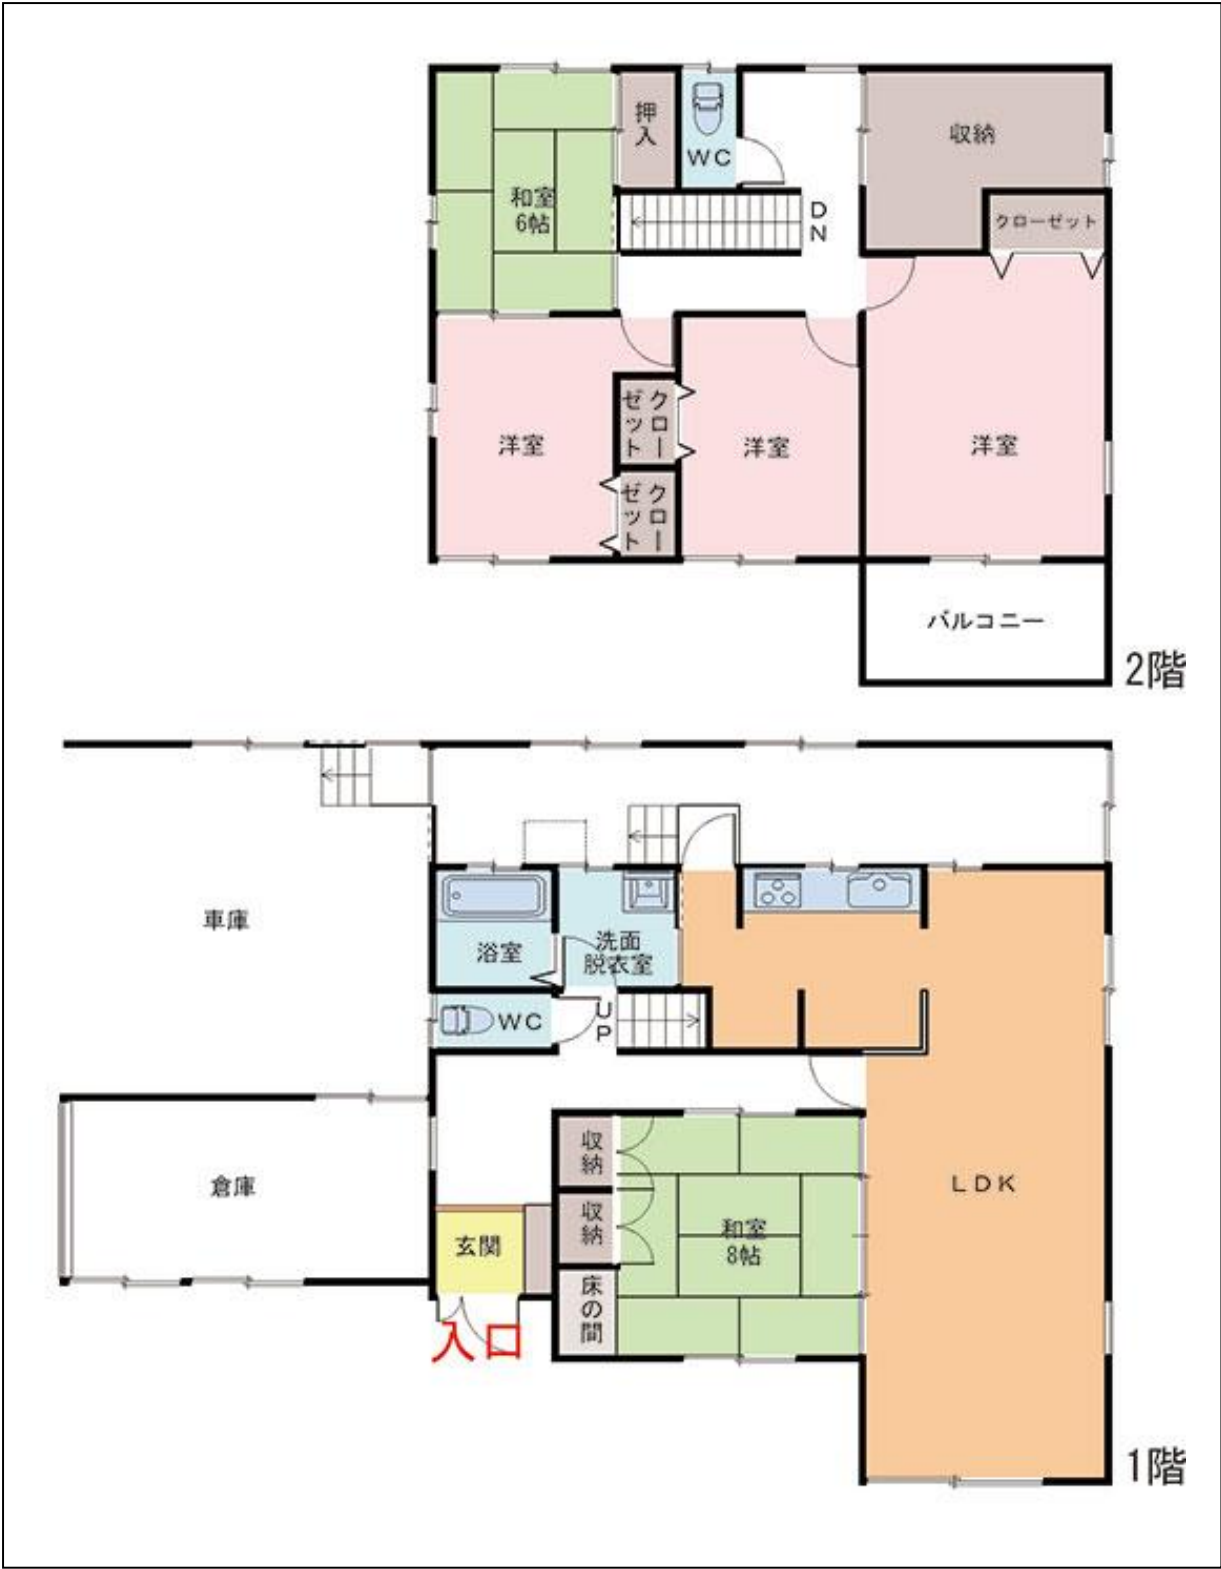 押入
WC
収納
和室
6帖
DN
クローゼット
クローゼット
洋室
洋室
洋室
クローゼット
バルコニー
2階
車庫
浴室
洗面
脱衣室
WC
UP
収納
倉庫
LDK
収納
和室
8帖
玄関
床の間
入口
1階